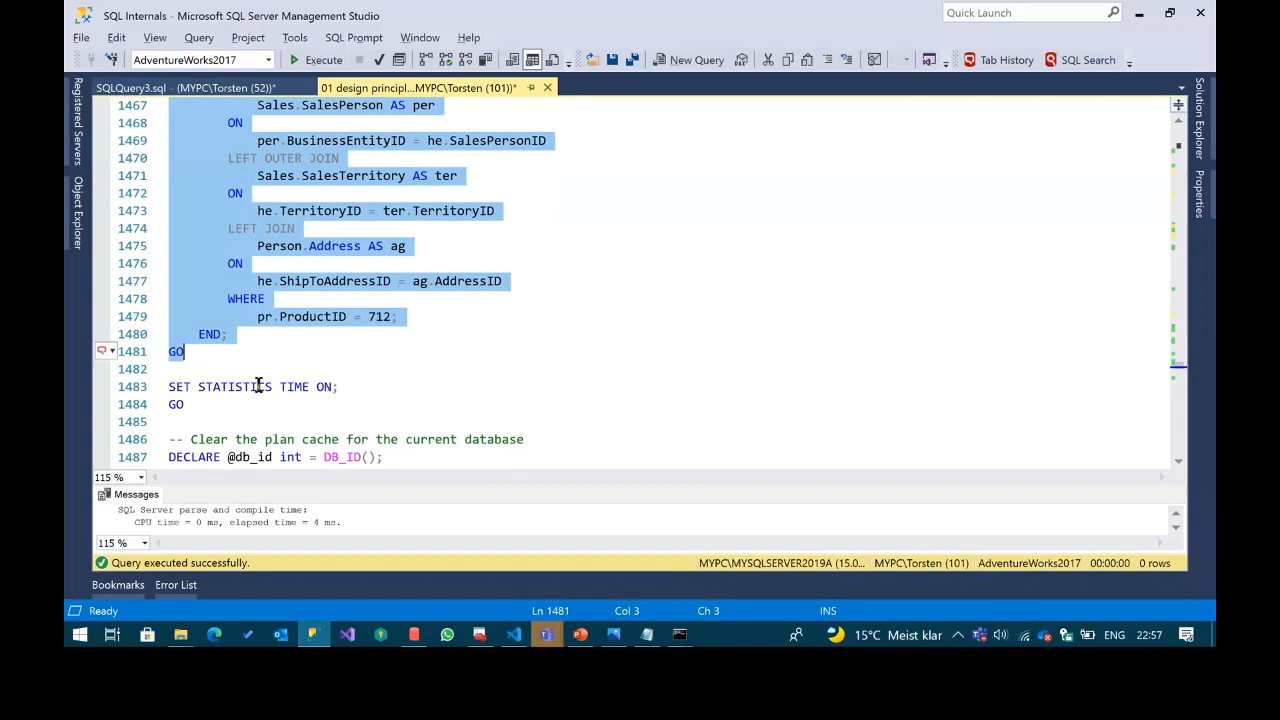 SQL Internals - Microsoft SQL Server Management Studio
Quick Launch
File Edit View Query Project Tools SQL Prompt Window Help
AdventureWorks2017 Execute New Query Tab History SQL Search
SQLQuery3.sql - (MYPC\Torsten (52))* 01 design principl...MYPC\Torsten (101))*
Registered Servers
Object Explorer
Solution Explorer
Properties
1467 Sales.SalesPerson AS per
1468 ON
1469 per.BusinessEntityID = he.SalesPersonID
1470 LEFT OUTER JOIN
1471 Sales.SalesTerritory AS ter
1472 ON
1473 he.TerritoryID = ter.TerritoryID
1474 LEFT JOIN
1475 Person.Address AS ag
1476 ON
1477 he.ShipToAddressID = ag.AddressID
1478 WHERE
1479 pr.ProductID = 712;
1480 END;
1481 GO
1482
1483 SET STATISTICS TIME ON;
1484 GO
1485
1486 -- Clear the plan cache for the current database
1487 DECLARE @db_id int = DB_ID();
115 %
Messages
SQL Server parse and compile time:
CPU time = 0 ms, elapsed time = 4 ms.
115 %
Query executed successfully. MYPC\MYSQLSERVER2019A (15.0... MYPC\Torsten (101) AdventureWorks2017 00:00:00 0 rows
Bookmarks Error List
Ready Ln 1481 Col 3 Ch 3 INS
15°C Meist klar ENG 22:57